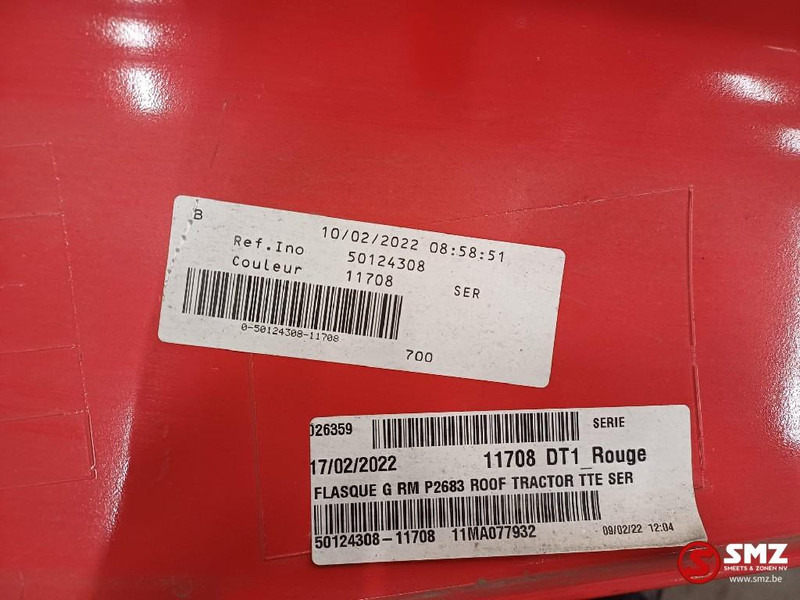 B
10/02/2022 08:58:51
Ref.Ino 50124308
Couleur 11708 SER
0-50124308-11708
700
026359 SERIE
17/02/2022 11708 DT1_Rouge
FLASQUE G RM P2683 ROOF TRACTOR TTE SER
50124308-11708 11MA077932
09/02/22 12:04
SMZ
SMEETS & ZONEN NV
www.smz.be